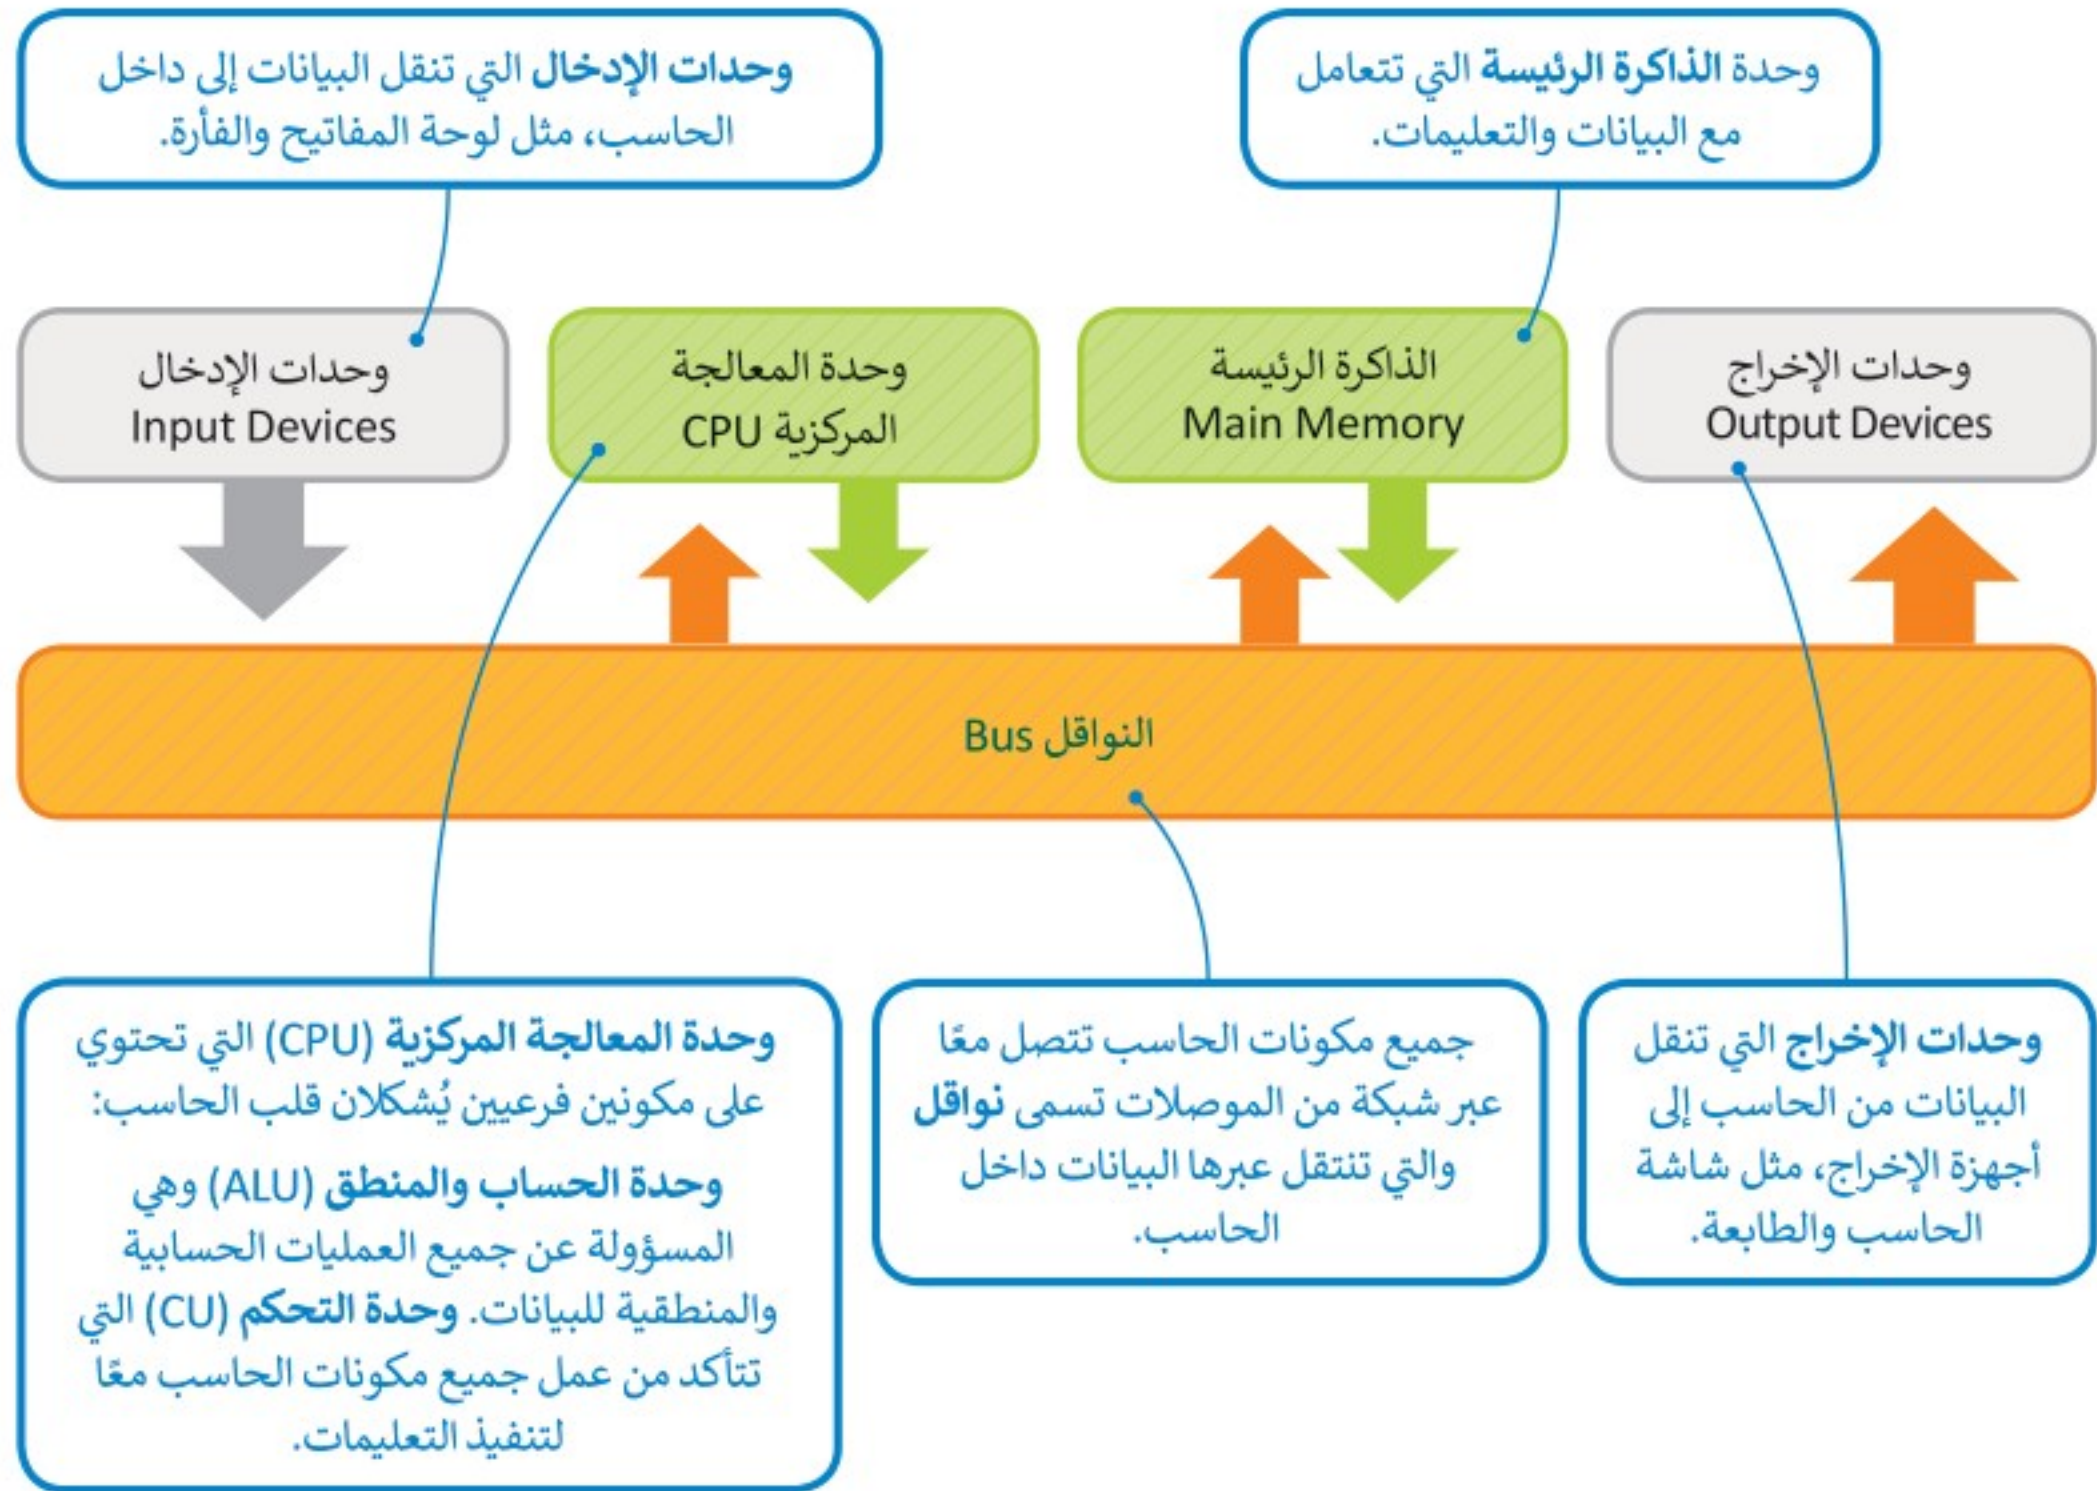 وحدة الذاكرة الرئيسة التي تتعامل
مع البيانات والتعليمات.
وحدات الإدخال التي تنقل البيانات إلى داخل
الحاسب، مثل لوحة المفاتيح والفأرة.
وحدات الإدخال
Input Devices
وحدة المعالجة
المركزية CPU
الذاكرة الرئيسة
Main Memory
وحدات الإخراج
Output Devices
النواقل Bus
وحدات الإخراج التي تنقل
البيانات من الحاسب إلى
أجهزة الإخراج، مثل شاشة
الحاسب والطابعة.
جميع مكونات الحاسب تتصل معًا
عبر شبكة من الموصلات تسمى نواقل
والتي تنتقل عبرها البيانات داخل
الحاسب.
وحدة المعالجة المركزية (CPU) التي تحتوي
على مكونين فرعيين يُشكلان قلب الحاسب:
وحدة الحساب والمنطق (ALU) وهي
المسؤولة عن جميع العمليات الحسابية
والمنطقية للبيانات. وحدة التحكم (CU) التي
تتأكد من عمل جميع مكونات الحاسب معًا
لتنفيذ التعليمات.